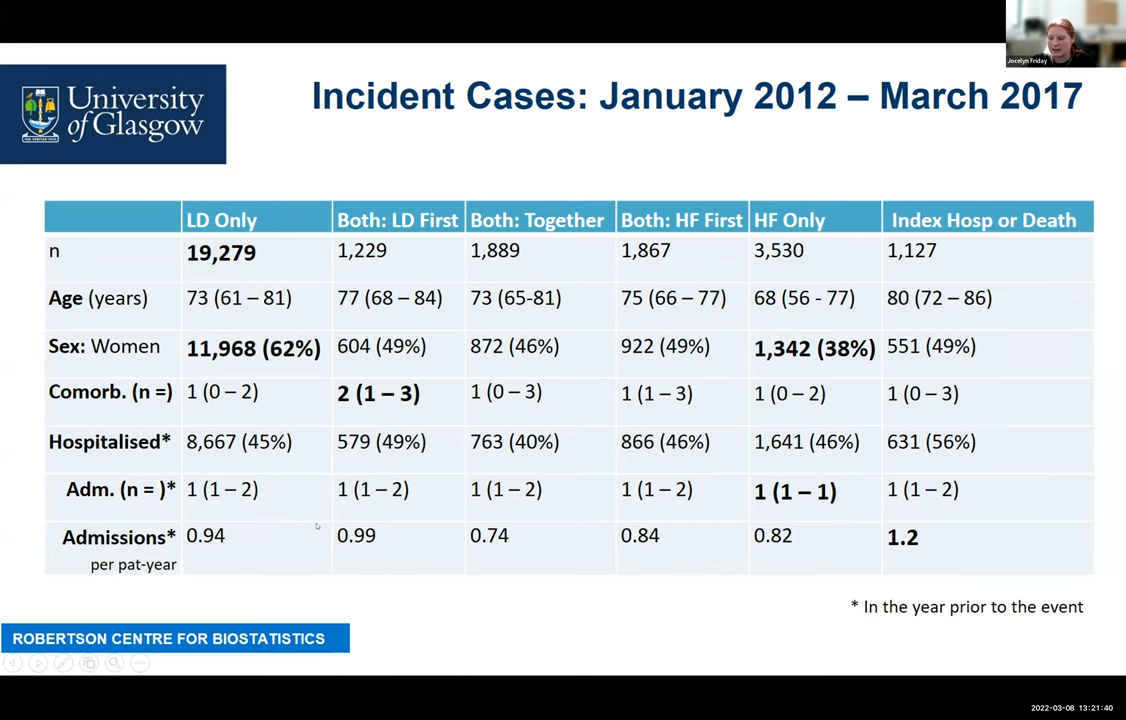 Jocelyn Friday
University
of Glasgow
Incident Cases: January 2012 – March 2017
LD Only Both: LD First Both: Together Both: HF First HF Only Index Hosp or Death
n 19,279 1,229 1,889 1,867 3,530 1,127
Age (years) 73 (61 – 81) 77 (68 – 84) 73 (65-81) 75 (66 – 77) 68 (56 - 77) 80 (72 – 86)
Sex: Women 11,968 (62%) 604 (49%) 872 (46%) 922 (49%) 1,342 (38%) 551 (49%)
Comorb. (n =) 1 (0 – 2) 2 (1 – 3) 1 (0 – 3) 1 (1 – 3) 1 (0 – 2) 1 (0 – 3)
Hospitalised* 8,667 (45%) 579 (49%) 763 (40%) 866 (46%) 1,641 (46%) 631 (56%)
Adm. (n = )* 1 (1 – 2) 1 (1 – 2) 1 (1 – 2) 1 (1 – 2) 1 (1 – 1) 1 (1 – 2)
Admissions* 0.94 0.99 0.74 0.84 0.82 1.2
per pat-year
* In the year prior to the event
ROBERTSON CENTRE FOR BIOSTATISTICS
2022-03-08 13:21:40